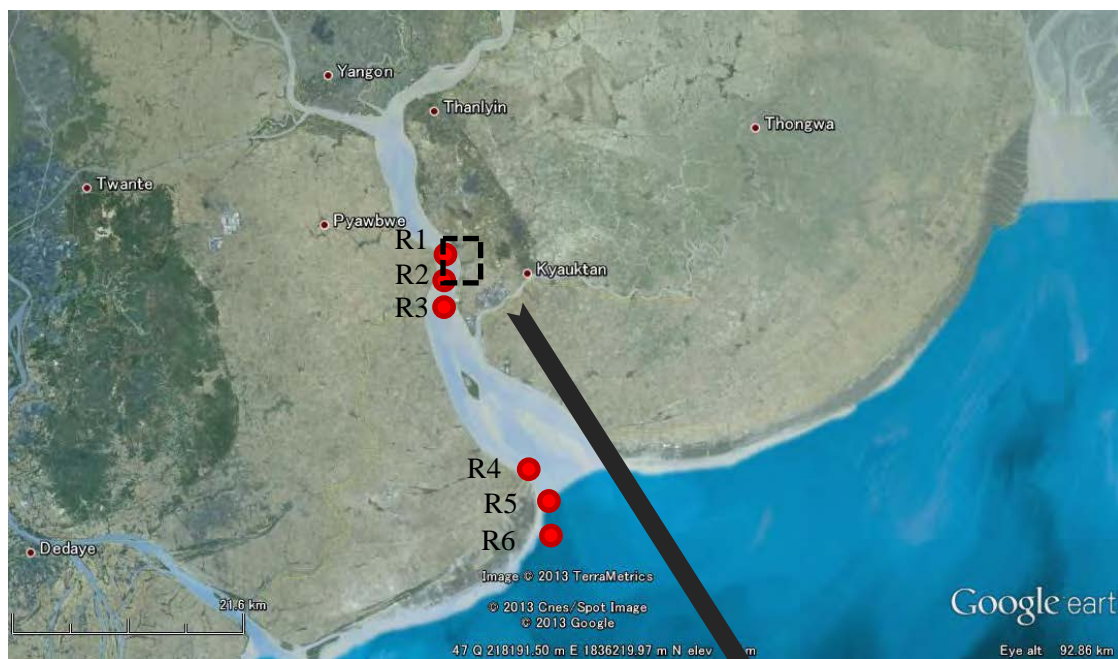 Yangon
Thanlyin
Thongwa
Twante
Pyawbwe
R1
R2
Kyauktan
R3
R4
R5
R6
Dedaye
Image © 2013 TerraMetrics
21.6 km
© 2013 Cnes/Spot Image
© 2013 Google
Google eart
47 Q 218191.50 m E 1836219.97 m N elev m
Eye alt 92.86 km